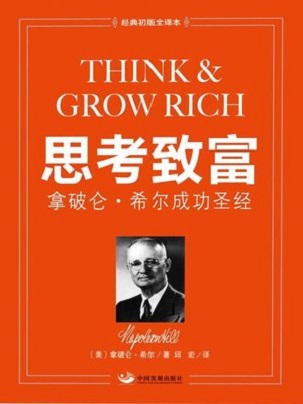 经典初版全译本
THINK &
GROW RICH
思考致富
拿破仑·希尔成功圣经
Napoleon Hill
[美]拿破仑·希尔/著 邱宏/译
中国发展出版社